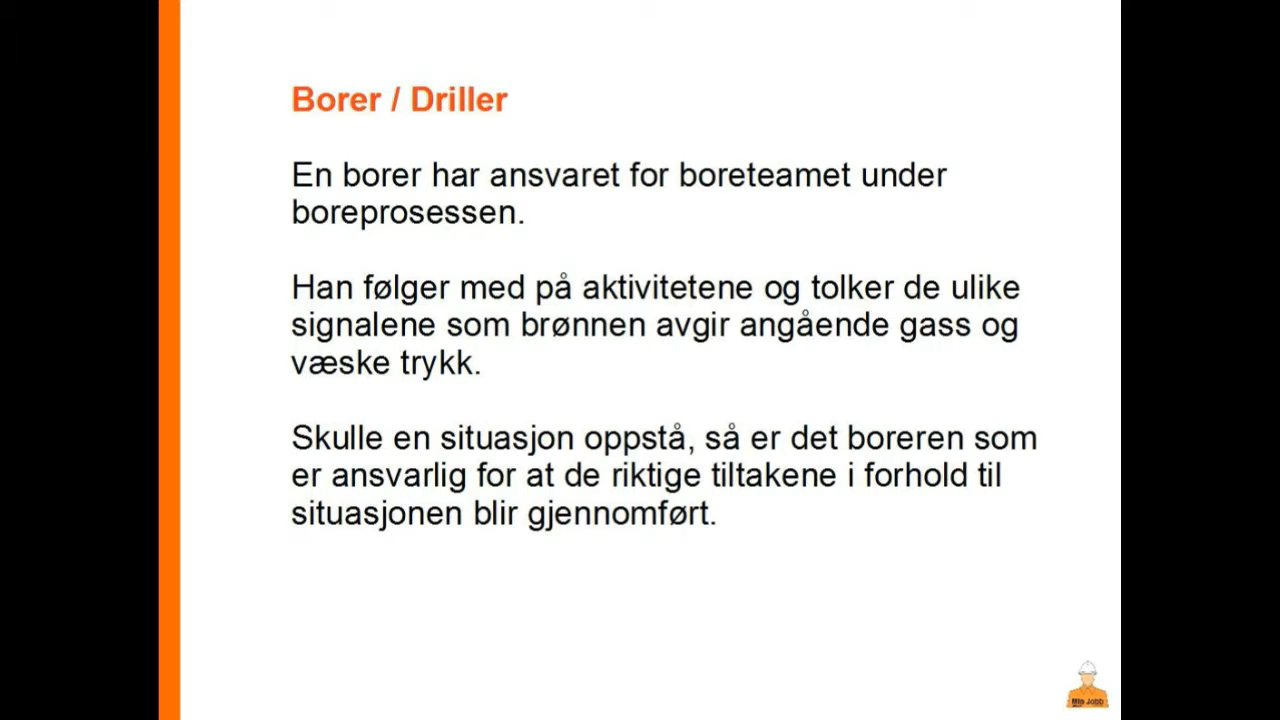 Borer / Driller
En borer har ansvaret for boreteamet under
boreprosessen.
Han følger med på aktivitetene og tolker de ulike
signalene som brønnen avgir angående gass og
væske trykk.
Skulle en situasjon oppstå, så er det boreren som
er ansvarlig for at de riktige tiltakene i forhold til
situasjonen blir gjennomført.
Min Jobb